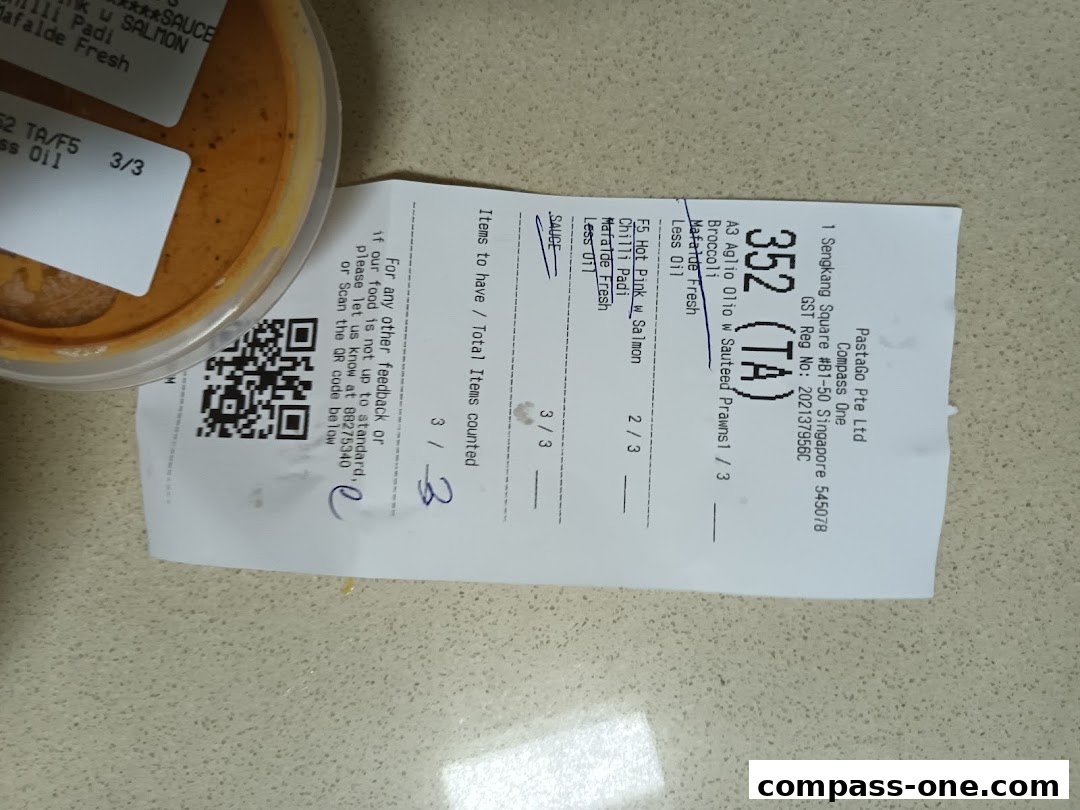 PastaGo Pte Ltd
Compass One
1 Sengkang Square #B1-50 Singapore 545078
GST Reg No: 202137956C
352 (TA)
A3 Aglio Olio w Sauteed Prawns1 / 3
Broccoli
Mafalde Fresh
Less Oil
F5 Hot Pink w Salmon 2 / 3
Chilli Padi
Mafalde Fresh
Less Oil
SAUCE 3 / 3
Items to have / Total Items counted
3 / 3
For any other feedback or
if our food is not up to standard,
please let us know at 88275340
or Scan the QR code below
*****SAUCE
w SALMON
Padi
Fresh
TA/F5 3/3
Oil
compass-one.com